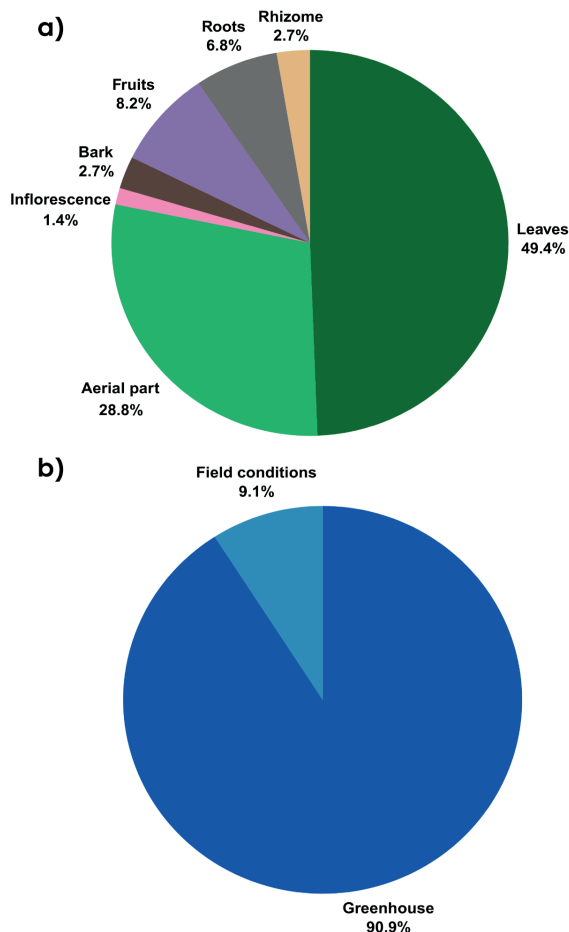 a)
Rhizome
2.7%
Roots
6.8%
Fruits
8.2%
Bark
2.7%
Inflorescence
1.4%
Leaves
49.4%
Aerial part
28.8%
b)
Field conditions
9.1%
Greenhouse
90.9%